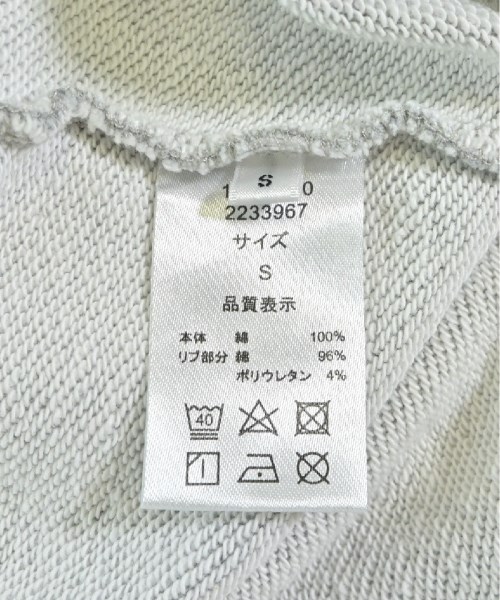 S
2233967
サイズ
S
品質表示
本体 綿 100%
リブ部分 綿 96%
ポリウレタン 4%
40